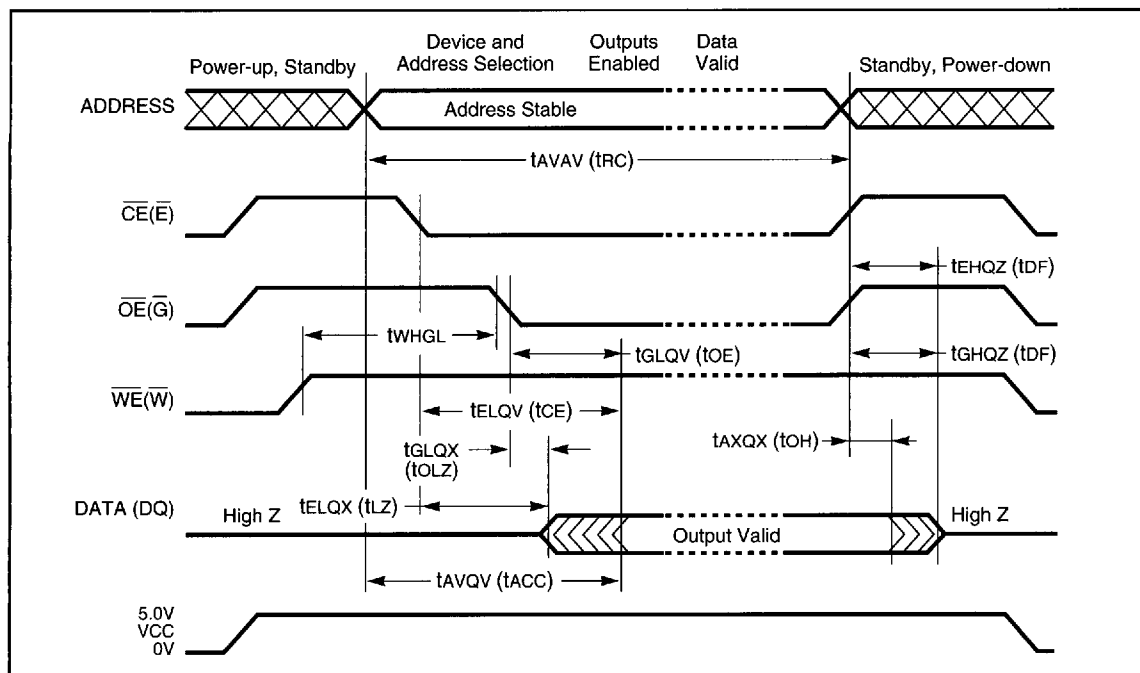 Device and Address Selection
Outputs Enabled
Data Valid
Power-up, Standby
Standby, Power-down
ADDRESS
Address Stable
tAVAV (tRC)
CE(E)
tEHQZ (tDF)
OE(G)
tWHGL
tGLQV (tOE)
tGHQZ (tDF)
WE(W)
tELQV (tCE)
tGLQX (tOLZ)
tAXQX (tOH)
tELQX (tLZ)
DATA (DQ)
High Z
Output Valid
High Z
tAVQV (tACC)
5.0V
VCC
0V